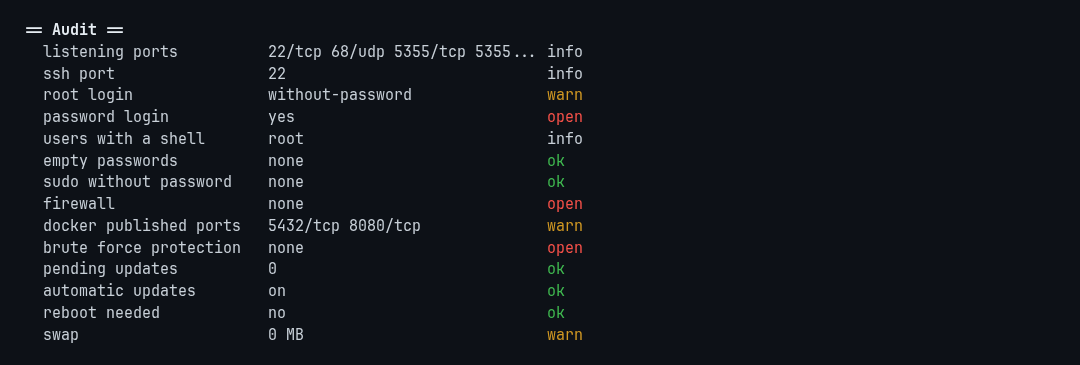 == Audit ==
listening ports 22/tcp 68/udp 5355/tcp 5355... info
ssh port 22 info
root login without-password warn
password login yes open
users with a shell root info
empty passwords none ok
sudo without password none ok
firewall none open
docker published ports 5432/tcp 8080/tcp warn
brute force protection none open
pending updates 0 ok
automatic updates on ok
reboot needed no ok
swap 0 MB warn